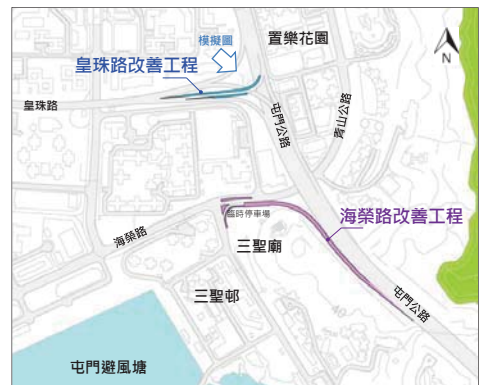 模擬圖
置樂花園
N
皇珠路改善工程
皇珠路
屯門公路
青山公路
臨時停車場
海榮路改善工程
海榮路
三聖廟
三聖邨
40
屯門公路
屯門避風塘